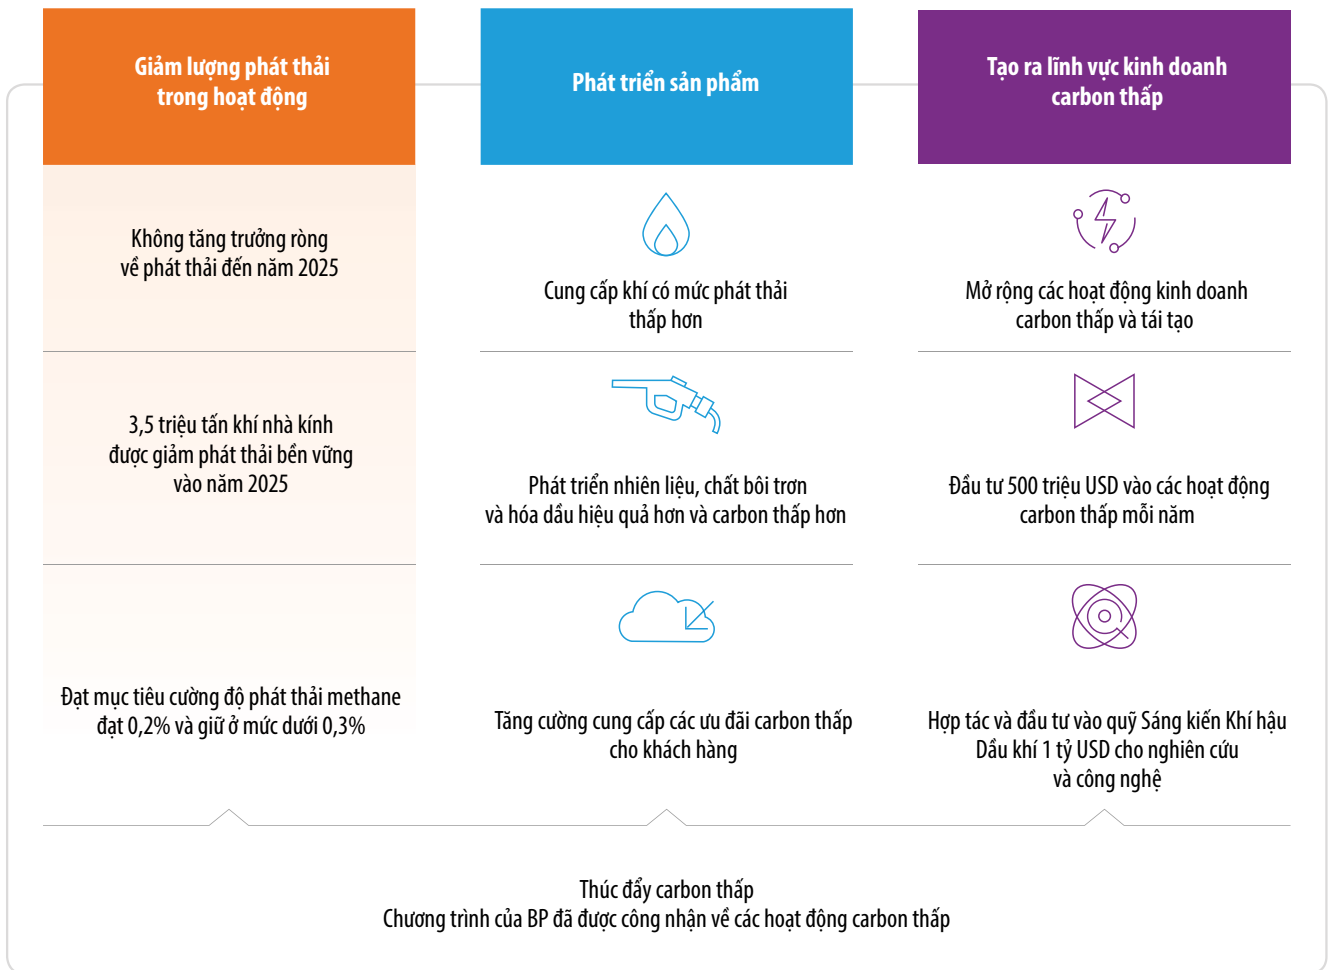 Giảm lượng phát thải
trong hoạt động
Không tăng trưởng ròng
về phát thải đến năm 2025
3,5 triệu tấn khí nhà kính
được giảm phát thải bền vững
vào năm 2025
Đạt mục tiêu cường độ phát thải methane
đạt 0,2% và giữ ở mức dưới 0,3%
Phát triển sản phẩm
Cung cấp khí có mức phát thải
thấp hơn
Phát triển nhiên liệu, chất bôi trơn
và hóa dầu hiệu quả hơn và carbon thấp hơn
Tăng cường cung cấp các ưu đãi carbon thấp
cho khách hàng
Tạo ra lĩnh vực kinh doanh
carbon thấp
Mở rộng các hoạt động kinh doanh
carbon thấp và tái tạo
Đầu tư 500 triệu USD vào các hoạt động
carbon thấp mỗi năm
Hợp tác và đầu tư vào quỹ Sáng kiến Khí hậu
Dầu khí 1 tỷ USD cho nghiên cứu
và công nghệ
Thúc đẩy carbon thấp
Chương trình của BP đã được công nhận về các hoạt động carbon thấp